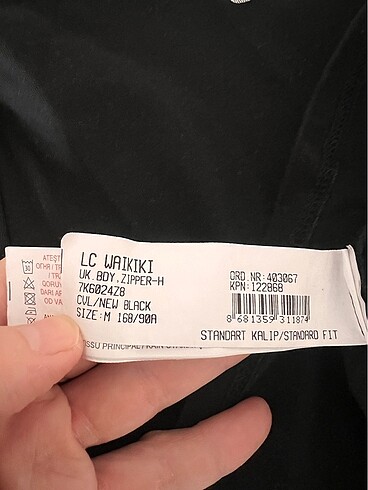 LC WAIKIKI
UK.BDY.ZIPPER-H
7K6024Z8
CVL/NEW BLACK
SIZE:M 168/90A
ORD.NR:403067
KPN:122868
8 681359 311874
STANDART KALIP/STANDARD FIT